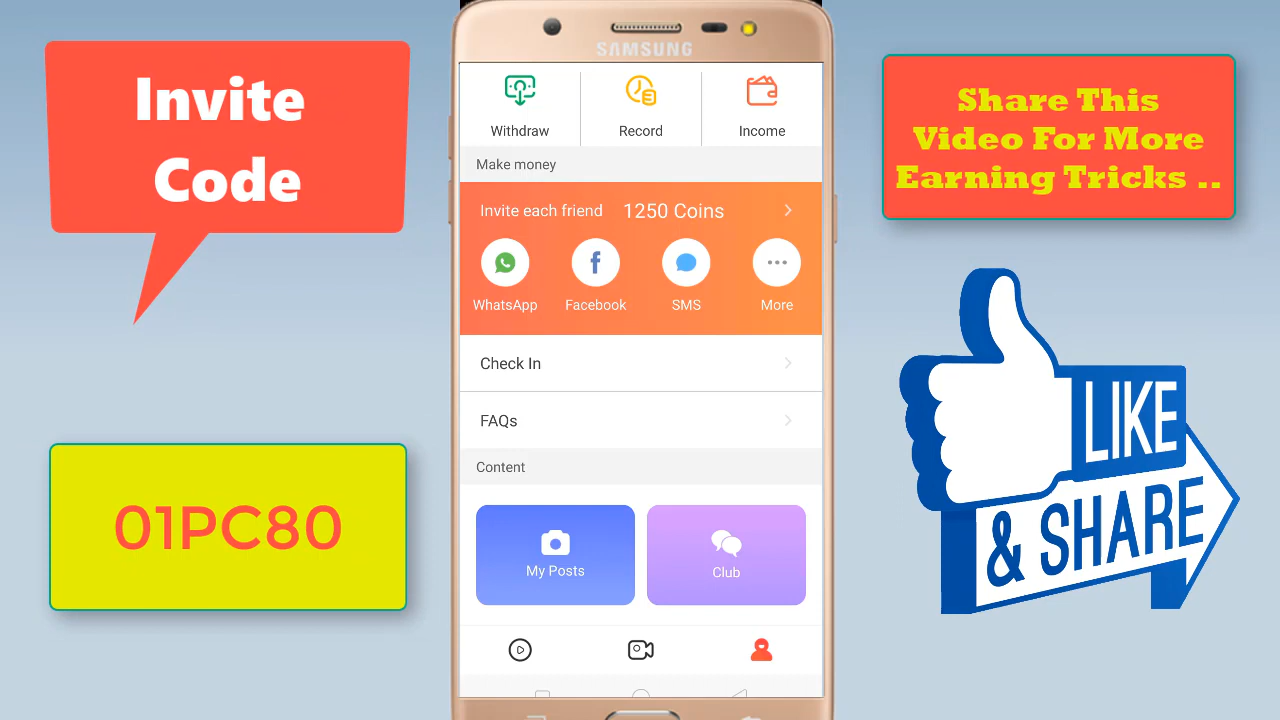 Invite
Code
01PC80
SAMSUNG
Withdraw
Record
Income
Make money
Invite each friend 1250 Coins
WhatsApp
Facebook
SMS
More
Check In
FAQs
Content
My Posts
Club
Share This
Video For More
Earning Tricks ..
LIKE
& SHARE